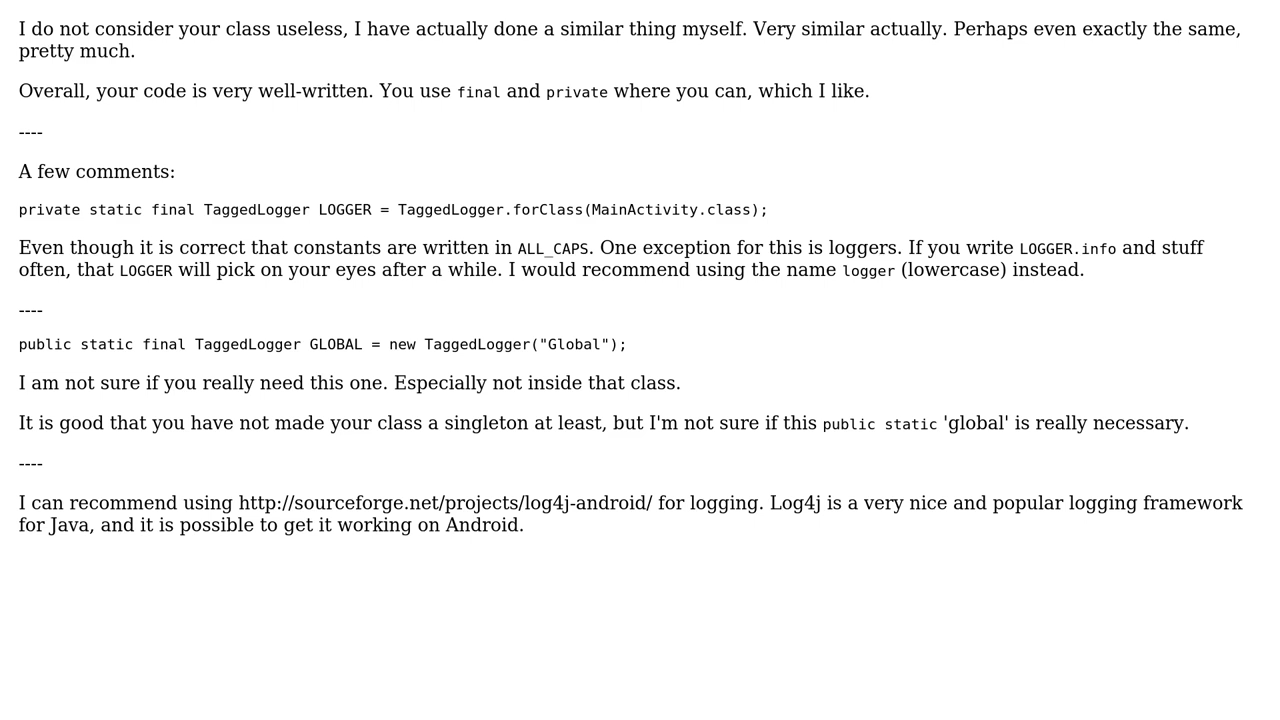 I do not consider your class useless, I have actually done a similar thing myself. Very similar actually. Perhaps even exactly the same,
pretty much.
Overall, your code is very well-written. You use final and private where you can, which I like.
----
A few comments:
private static final TaggedLogger LOGGER = TaggedLogger.forClass(MainActivity.class);
Even though it is correct that constants are written in ALL_CAPS. One exception for this is loggers. If you write LOGGER.info and stuff
often, that LOGGER will pick on your eyes after a while. I would recommend using the name logger (lowercase) instead.
----
public static final TaggedLogger GLOBAL = new TaggedLogger("Global");
I am not sure if you really need this one. Especially not inside that class.
It is good that you have not made your class a singleton at least, but I'm not sure if this public static 'global' is really necessary.
----
I can recommend using http://sourceforge.net/projects/log4j-android/ for logging. Log4j is a very nice and popular logging framework
for Java, and it is possible to get it working on Android.